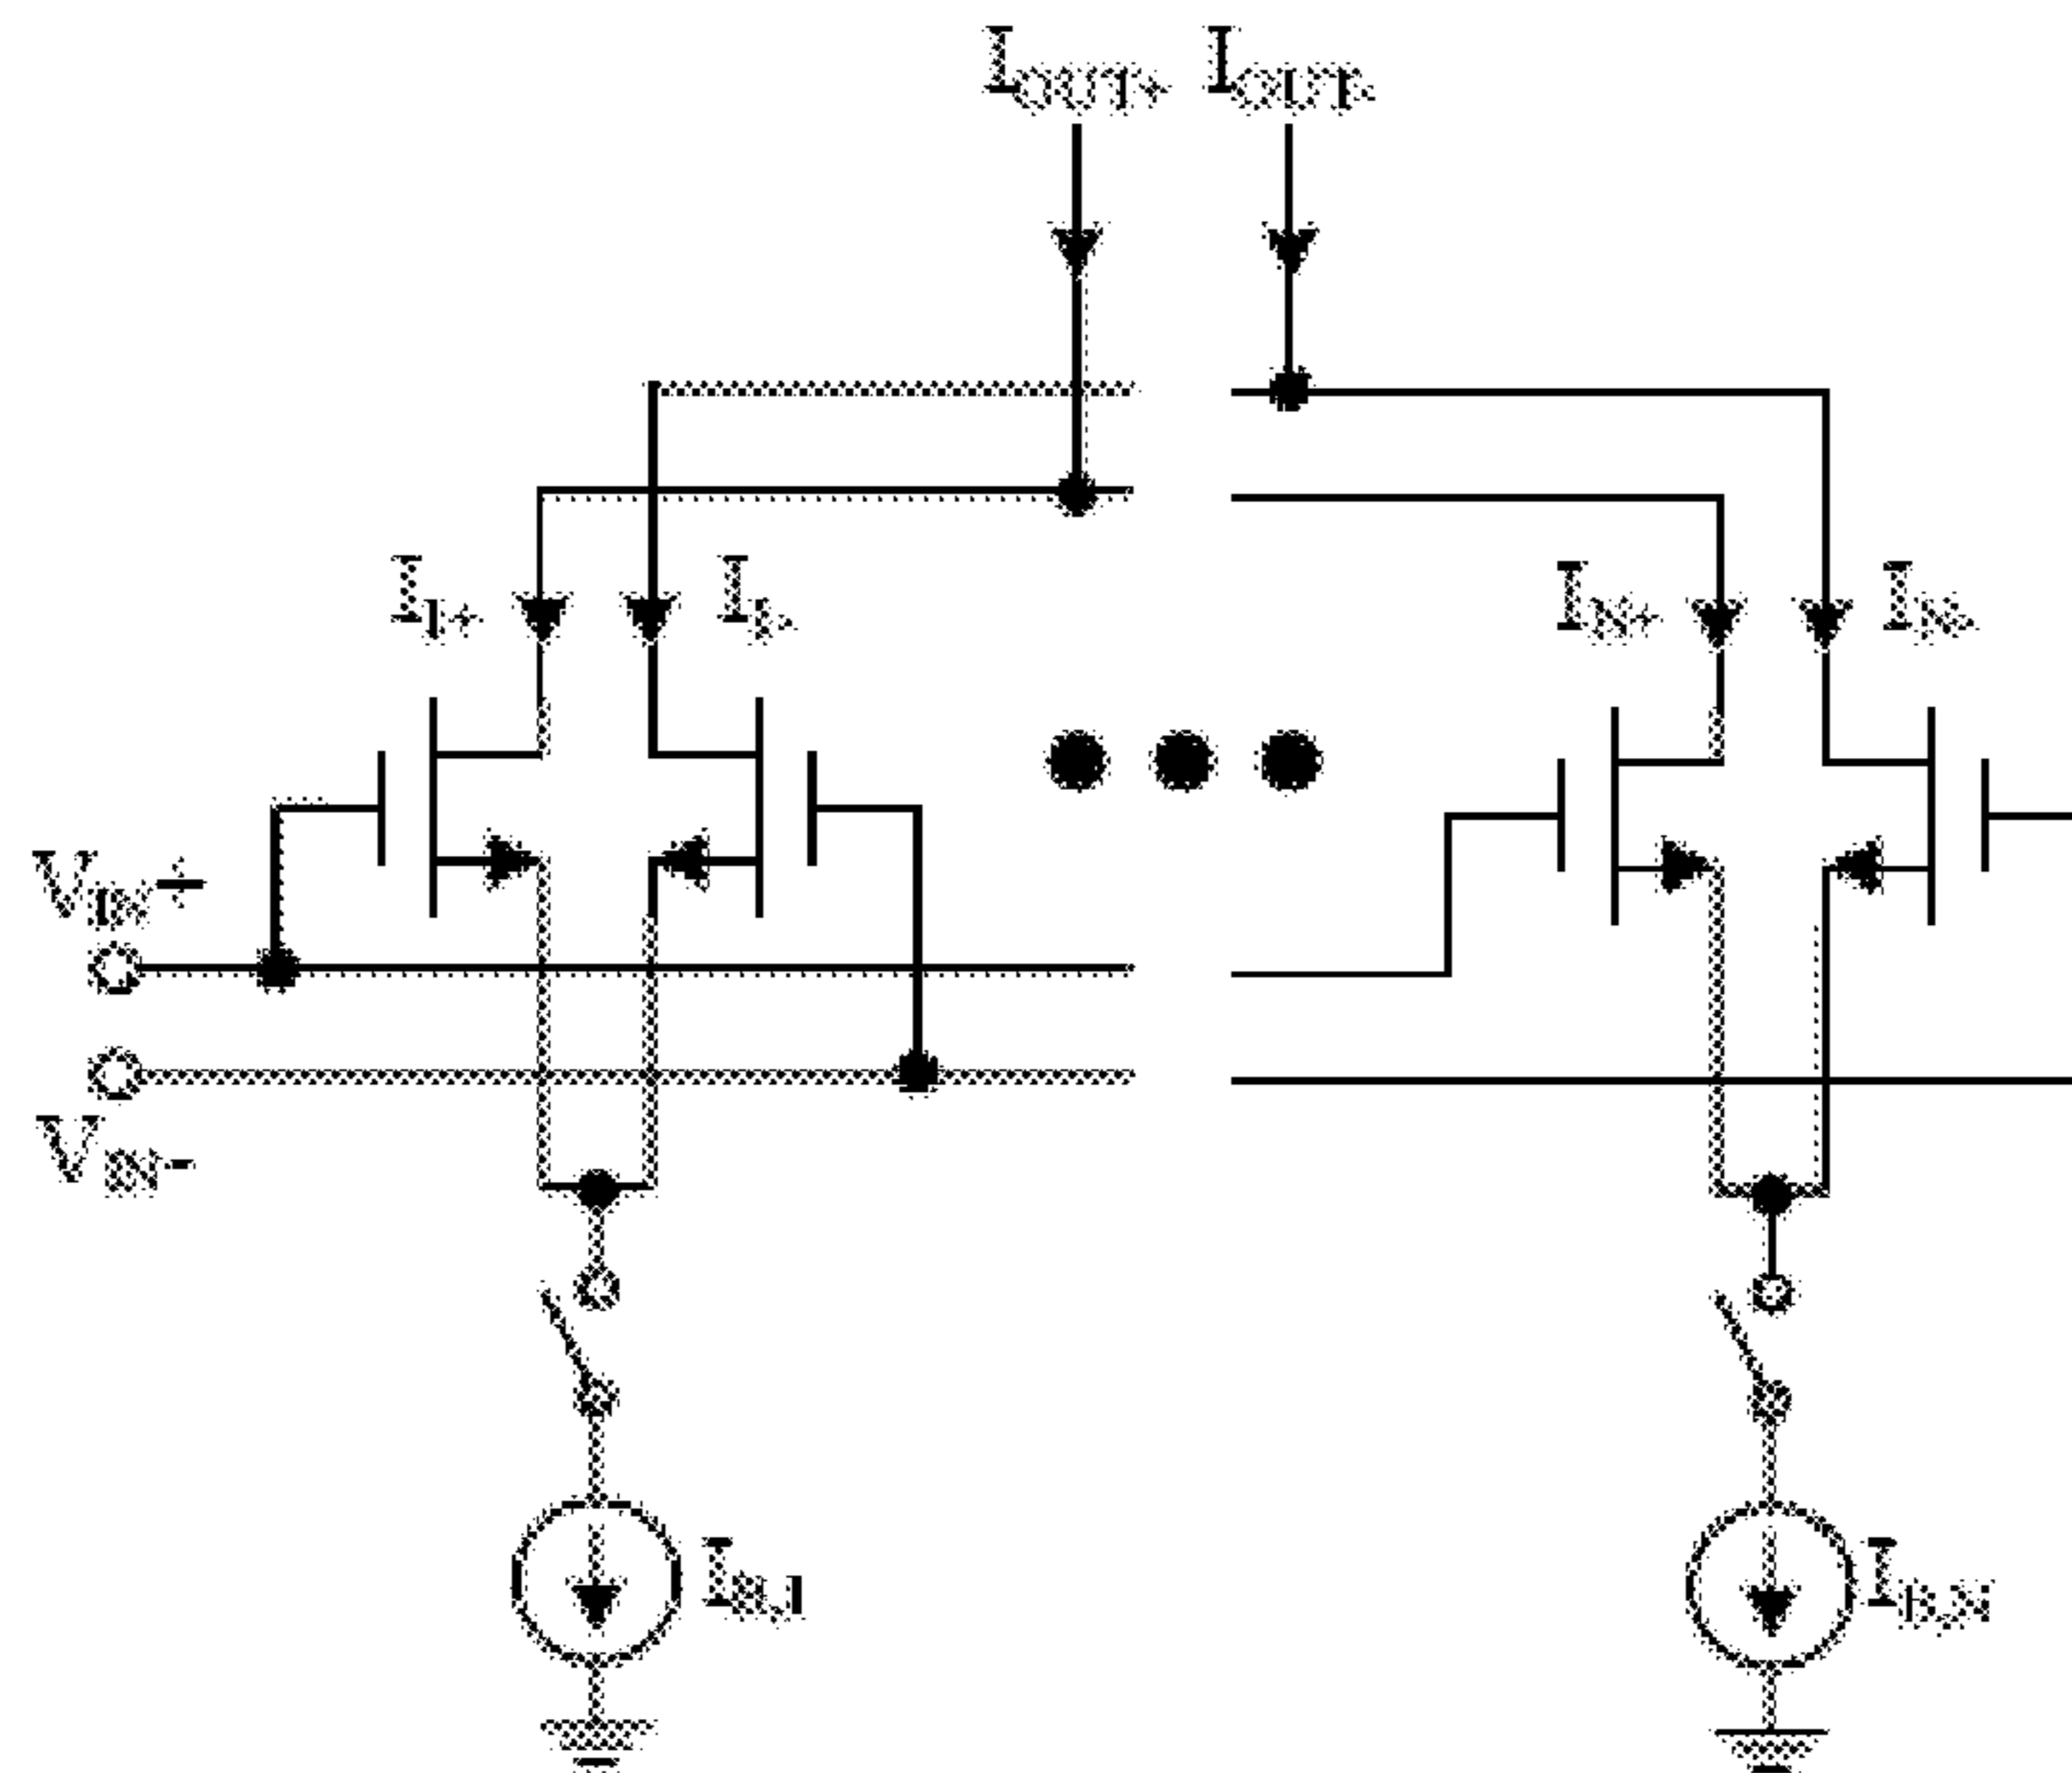 IOUT+ IOUT-
I1+ I1- IN+ IN-
VIN+
VIN-
IB,1 IB,N